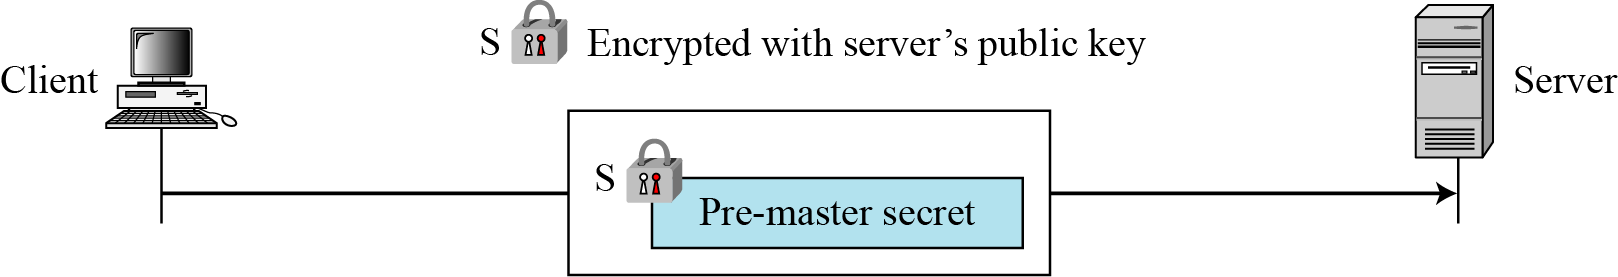 S Encrypted with server’s public key
Client
Server
S
Pre-master secret